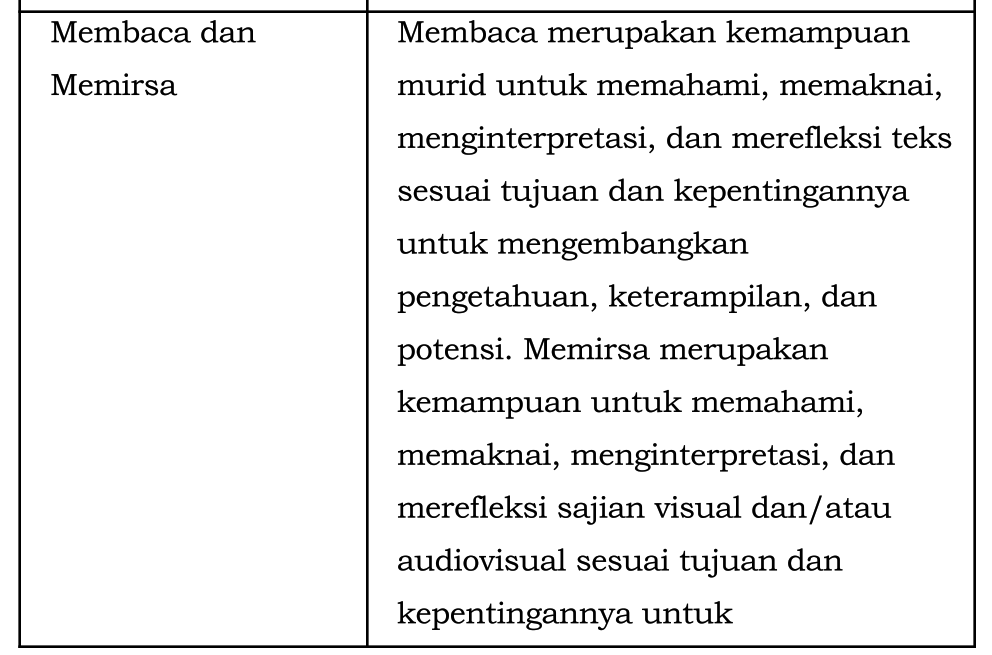 Membaca dan
Memirsa
Membaca merupakan kemampuan
murid untuk memahami, memaknai,
menginterpretasi, dan merefleksi teks
sesuai tujuan dan kepentingannya
untuk mengembangkan
pengetahuan, keterampilan, dan
potensi. Memirsa merupakan
kemampuan untuk memahami,
memaknai, menginterpretasi, dan
merefleksi sajian visual dan/atau
audiovisual sesuai tujuan dan
kepentingannya untuk